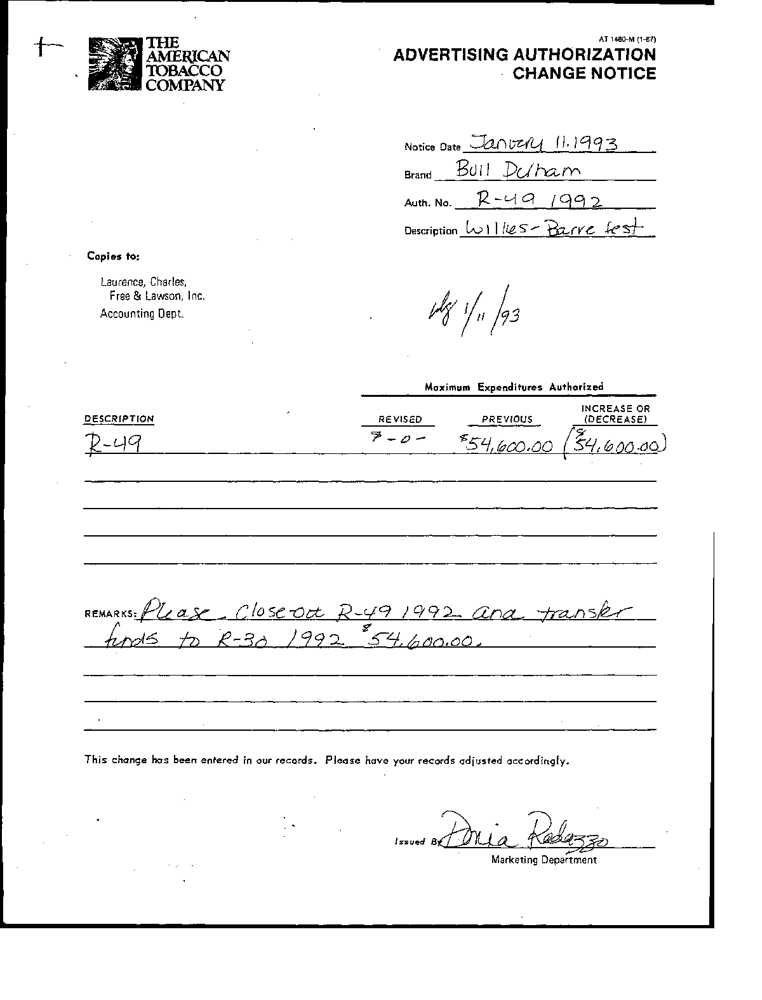 THE
AMERICAN
TOBACCO
COMPANY
AT 1460-M (1-87)
ADVERTISING AUTHORIZATION
CHANGE NOTICE
Notice Date January 11, 1993
Brand Bull Durham
Auth. No. R-49 1992
Description Wilkes-Barre test
Copies to:
Laurence, Charles,
Free & Lawson, Inc.
Accounting Dept.
1/11/93
Maximum Expenditures Authorized
DESCRIPTION REVISED PREVIOUS INCREASE OR (DECREASE)
R-49 $-0- $54,600.00 ($54,600.00)
REMARKS: Please close-out R-49 1992 and transfer
funds to R-30 1992 $54,600.00.
This change has been entered in our records. Please have your records adjusted accordingly.
Issued By
Marketing Department